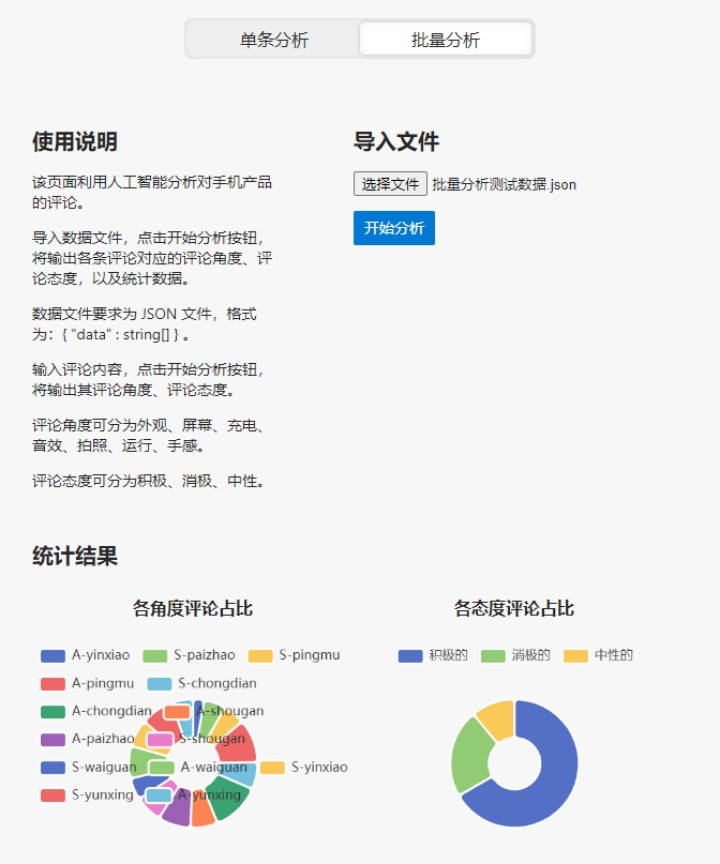 单条分析
批量分析
使用说明
该页面利用人工智能分析对手机产品
的评论。
导入数据文件，点击开始分析按钮，
将输出各条评论对应的评论角度、评
论态度，以及统计数据。
数据文件要求为 JSON 文件，格式
为：{ "data" : string[] } 。
输入评论内容，点击开始分析按钮，
将输出其评论角度、评论态度。
评论角度可分为外观、屏幕、充电、
音效、拍照、运行、手感。
评论态度可分为积极、消极、中性。
导入文件
选择文件 批量分析测试数据.json
开始分析
统计结果
各角度评论占比
A-yinxiao S-paizhao S-pingmu
A-pingmu S-chongdian
A-chongdian A-shougan
A-paizhao S-shougan
S-waiguan A-waiguan S-yinxiao
S-yunxing A-yunxing
各态度评论占比
积极的 消极的 中性的